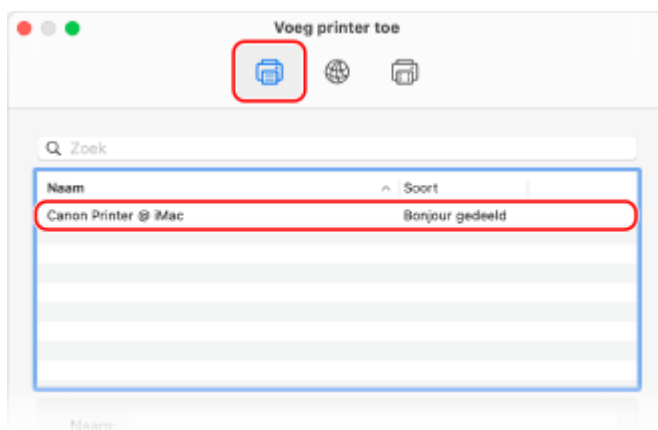 Voeg printer toe
Zoek
Naam Soort
Canon Printer @ iMac Bonjour gedeeld
Naam: